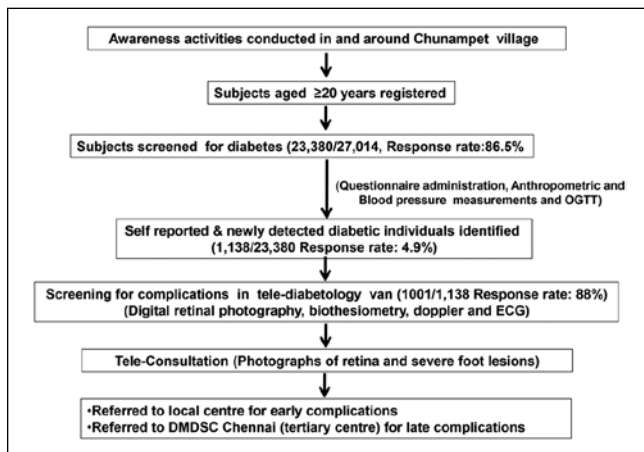 Awareness activities conducted in and around Chunampet village
Subjects aged ≥20 years registered
Subjects screened for diabetes (23,380/27,014, Response rate:86.5%
(Questionnaire administration, Anthropometric and
Blood pressure measurements and OGTT)
Self reported & newly detected diabetic individuals identified
(1,138/23,380 Response rate: 4.9%)
Screening for complications in tele-diabetology van (1001/1,138 Response rate: 88%)
(Digital retinal photography, biothesiometry, doppler and ECG)
Tele-Consultation (Photographs of retina and severe foot lesions)
•Referred to local centre for early complications
•Referred to DMDSC Chennai (tertiary centre) for late complications